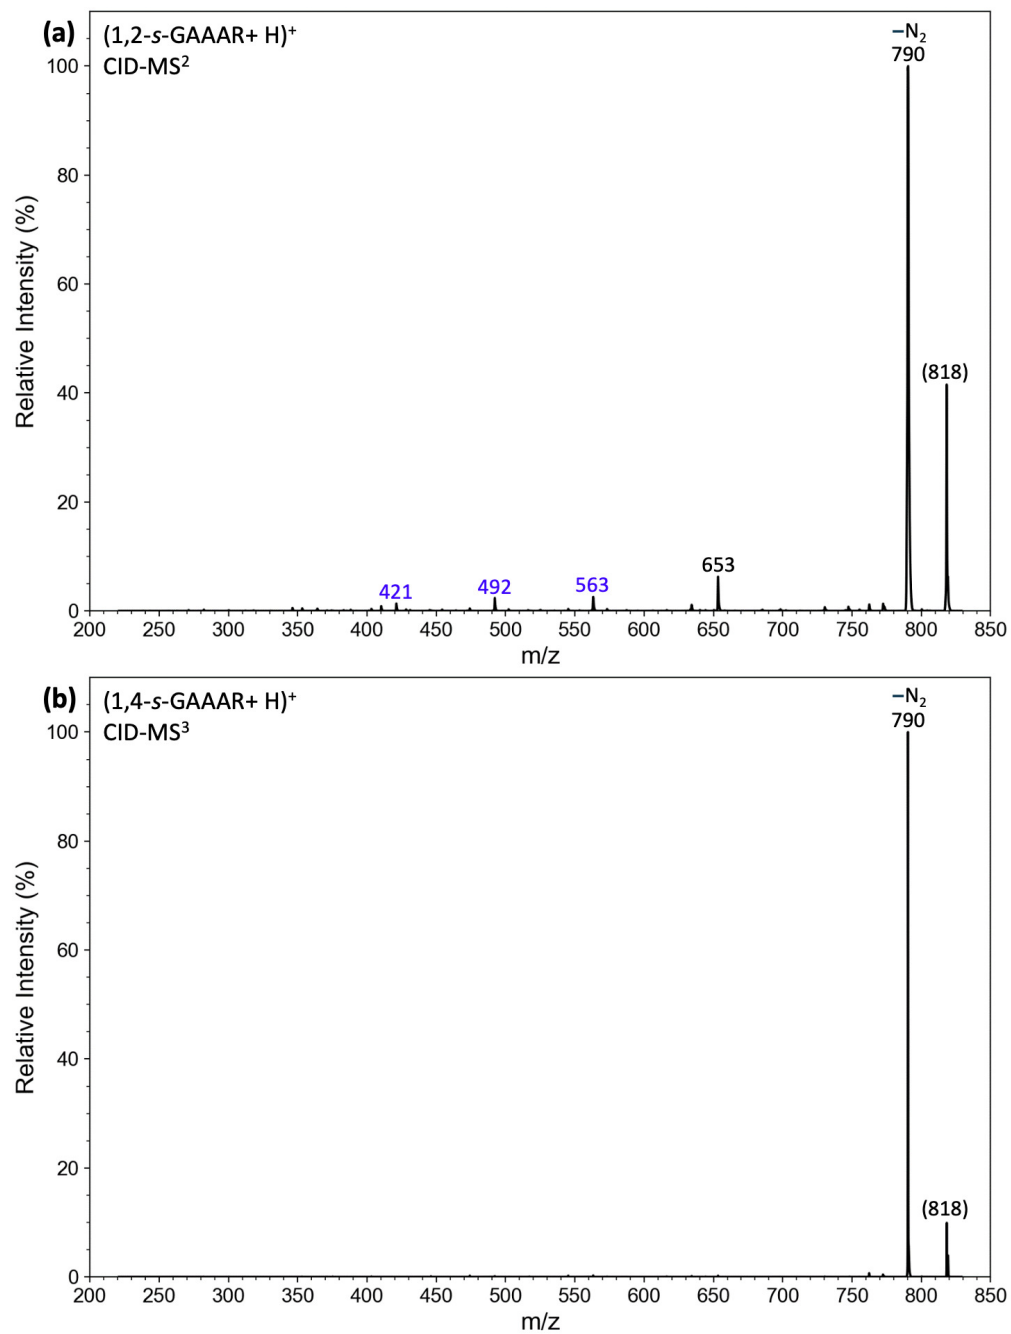 (a) (1,2-s-GAAAR+ H)⁺
CID-MS²
−N₂
790
(818)
653
563
492
421
100
80
60
40
20
0
Relative Intensity (%)
200 250 300 350 400 450 500 550 600 650 700 750 800 850
m/z
(b) (1,4-s-GAAAR+ H)⁺
CID-MS³
−N₂
790
(818)
100
80
60
40
20
0
Relative Intensity (%)
200 250 300 350 400 450 500 550 600 650 700 750 800 850
m/z